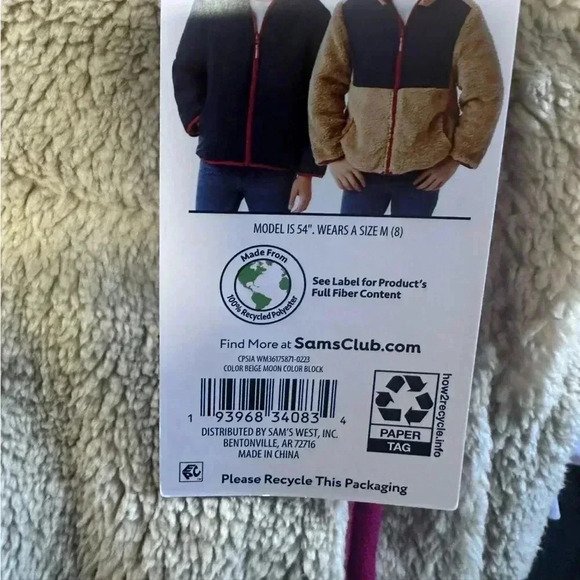 MODEL IS 54". WEARS A SIZE M (8)
Made From
100% Recycled Polyester
See Label for Product's
Full Fiber Content
Find More at SamsClub.com
CPSIA WM36175871-0223
COLOR BEIGE MOON COLOR BLOCK
1 93968 34083 4
DISTRIBUTED BY SAM'S WEST, INC.
BENTONVILLE, AR 72716
MADE IN CHINA
PAPER
TAG
how2recycle.info
Please Recycle This Packaging